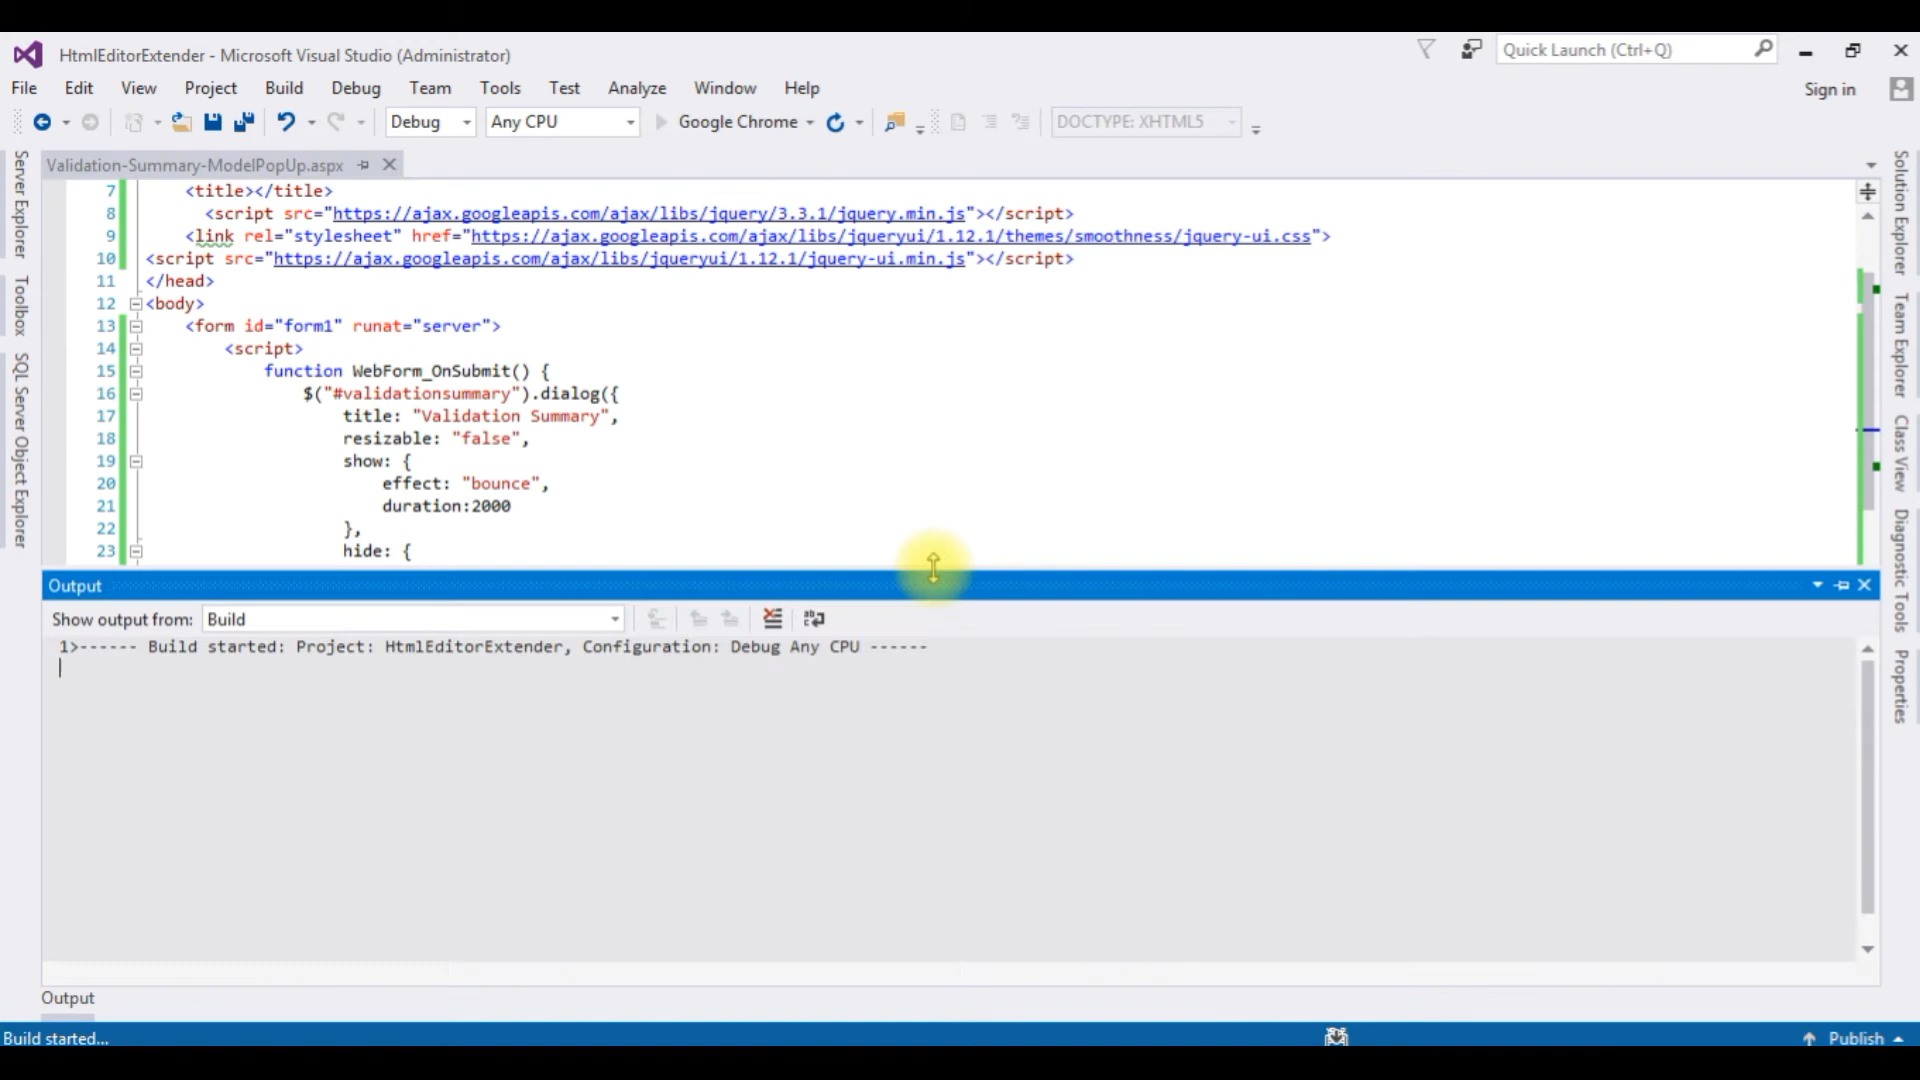 HtmlEditorExtender - Microsoft Visual Studio (Administrator)
Quick Launch (Ctrl+Q)
File Edit View Project Build Debug Team Tools Test Analyze Window Help
Sign in
Debug Any CPU Google Chrome DOCTYPE: XHTML5
Validation-Summary-ModelPopUp.aspx
Server Explorer
Toolbox
SQL Server Object Explorer
7 <title></title>
8 <script src="https://ajax.googleapis.com/ajax/libs/jquery/3.3.1/jquery.min.js"></script>
9 <link rel="stylesheet" href="https://ajax.googleapis.com/ajax/libs/jqueryui/1.12.1/themes/smoothness/jquery-ui.css">
10 <script src="https://ajax.googleapis.com/ajax/libs/jqueryui/1.12.1/jquery-ui.min.js"></script>
11 </head>
12 <body>
13 <form id="form1" runat="server">
14 <script>
15 function WebForm_OnSubmit() {
16 $("#validationsummary").dialog({
17 title: "Validation Summary",
18 resizable: "false",
19 show: {
20 effect: "bounce",
21 duration:2000
22 },
23 hide: {
Solution Explorer
Team Explorer
Class View
Diagnostic Tools
Properties
Output
Show output from: Build
1>------ Build started: Project: HtmlEditorExtender, Configuration: Debug Any CPU ------
Output
Build started...
Publish